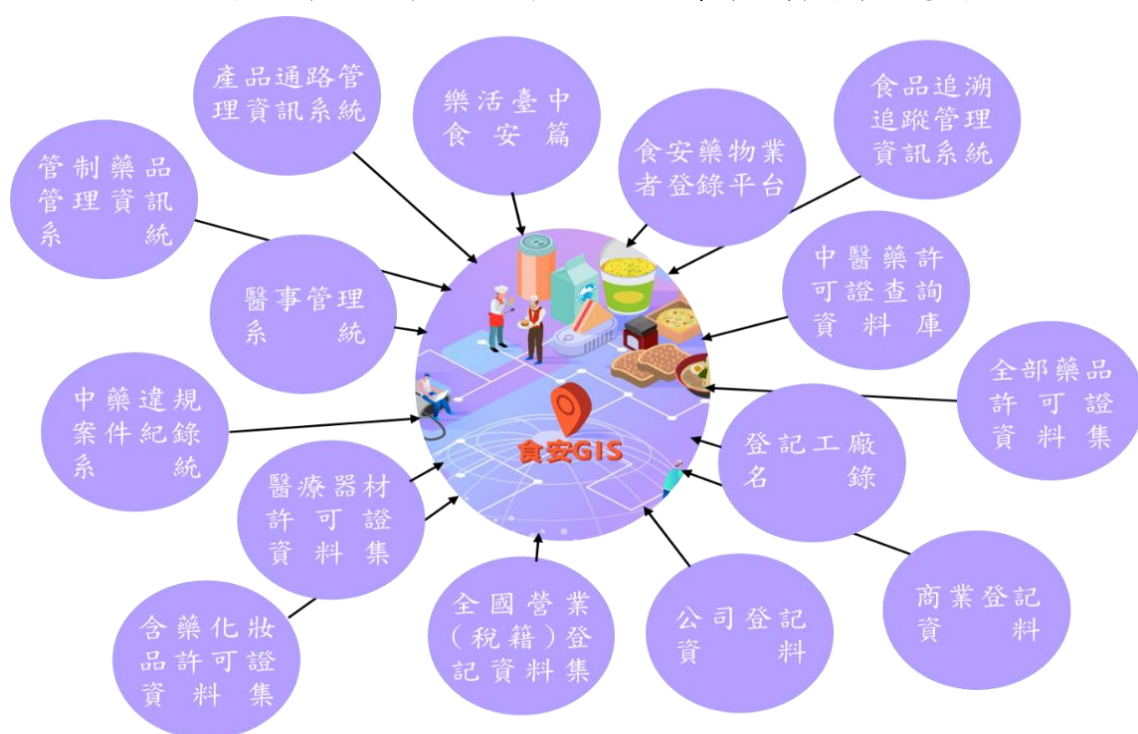 產品通路管
理資訊系統
樂活臺中
食安篇
食品追溯
追蹤管理
資訊系統
食安藥物業
者登錄平台
管制藥品
管理資訊
系統
醫事管理
系統
中醫藥許
可證查詢
資料庫
全部藥品
許可證
資料集
中藥違規
案件紀錄
系統
食安GIS
登記工廠
名錄
醫療器材
許可證
資料集
商業登記
資料
全國營業
(稅籍)登
記資料集
公司登記
資料
含藥化妝
品許可證
資料集